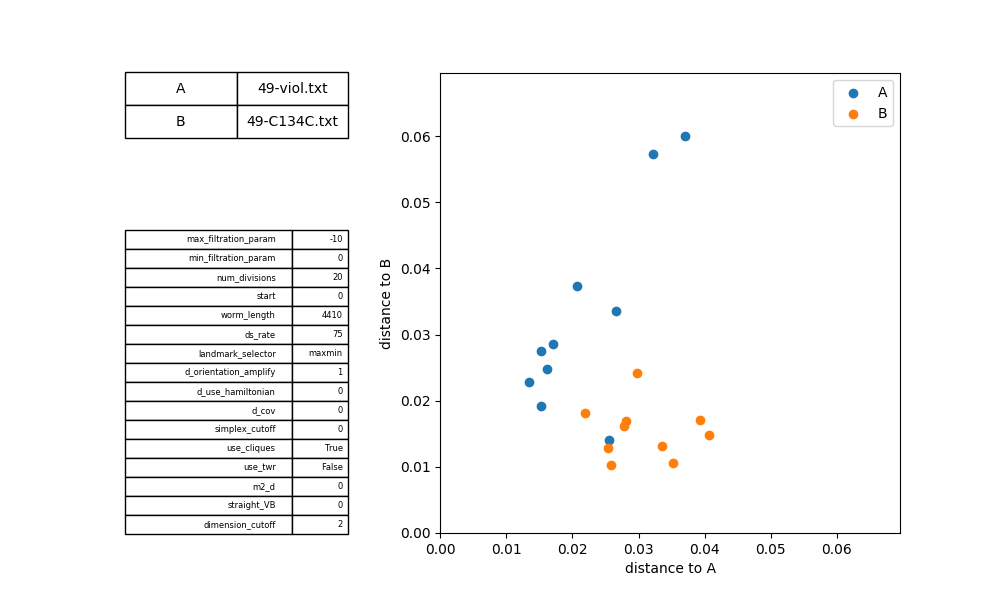 A 49-viol.txt
B 49-C134C.txt
max_filtration_param -10
min_filtration_param 0
num_divisions 20
start 0
worm_length 4410
ds_rate 75
landmark_selector maxmin
d_orientation_amplify 1
d_use_hamiltonian 0
d_cov 0
simplex_cutoff 0
use_cliques True
use_twr False
m2_d 0
straight_VB 0
dimension_cutoff 2
A
B
distance to B
0.06
0.05
0.04
0.03
0.02
0.01
0.00
0.00 0.01 0.02 0.03 0.04 0.05 0.06
distance to A